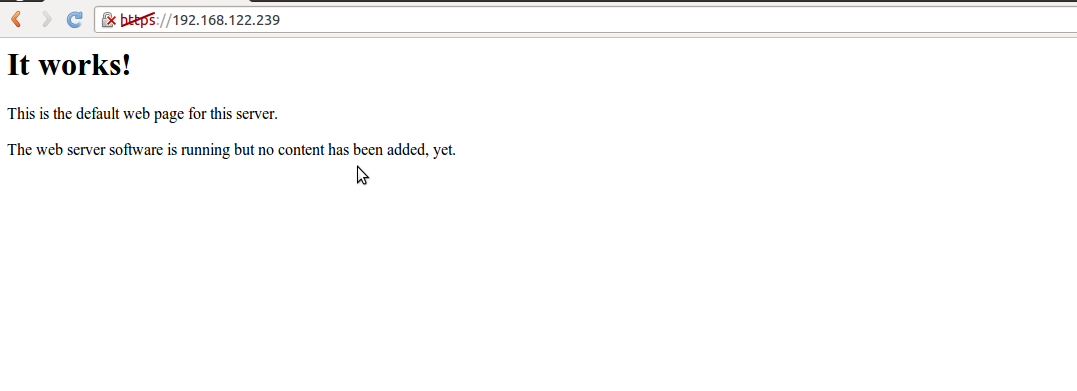 https://192.168.122.239
It works!
This is the default web page for this server.
The web server software is running but no content has been added, yet.